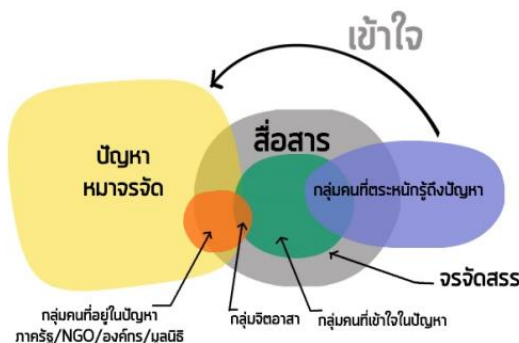 เข้าใจ
สื่อสาร
ปัญหา
หมาจรจัด
กลุ่มคนที่ตระหนักรู้ถึงปัญหา
จรจัดสรร
กลุ่มคนที่อยู่ในปัญหา
ภาครัฐ/NGO/องค์กร/มูลนิธิ
กลุ่มจิตอาสา
กลุ่มคนที่เข้าใจในปัญหา